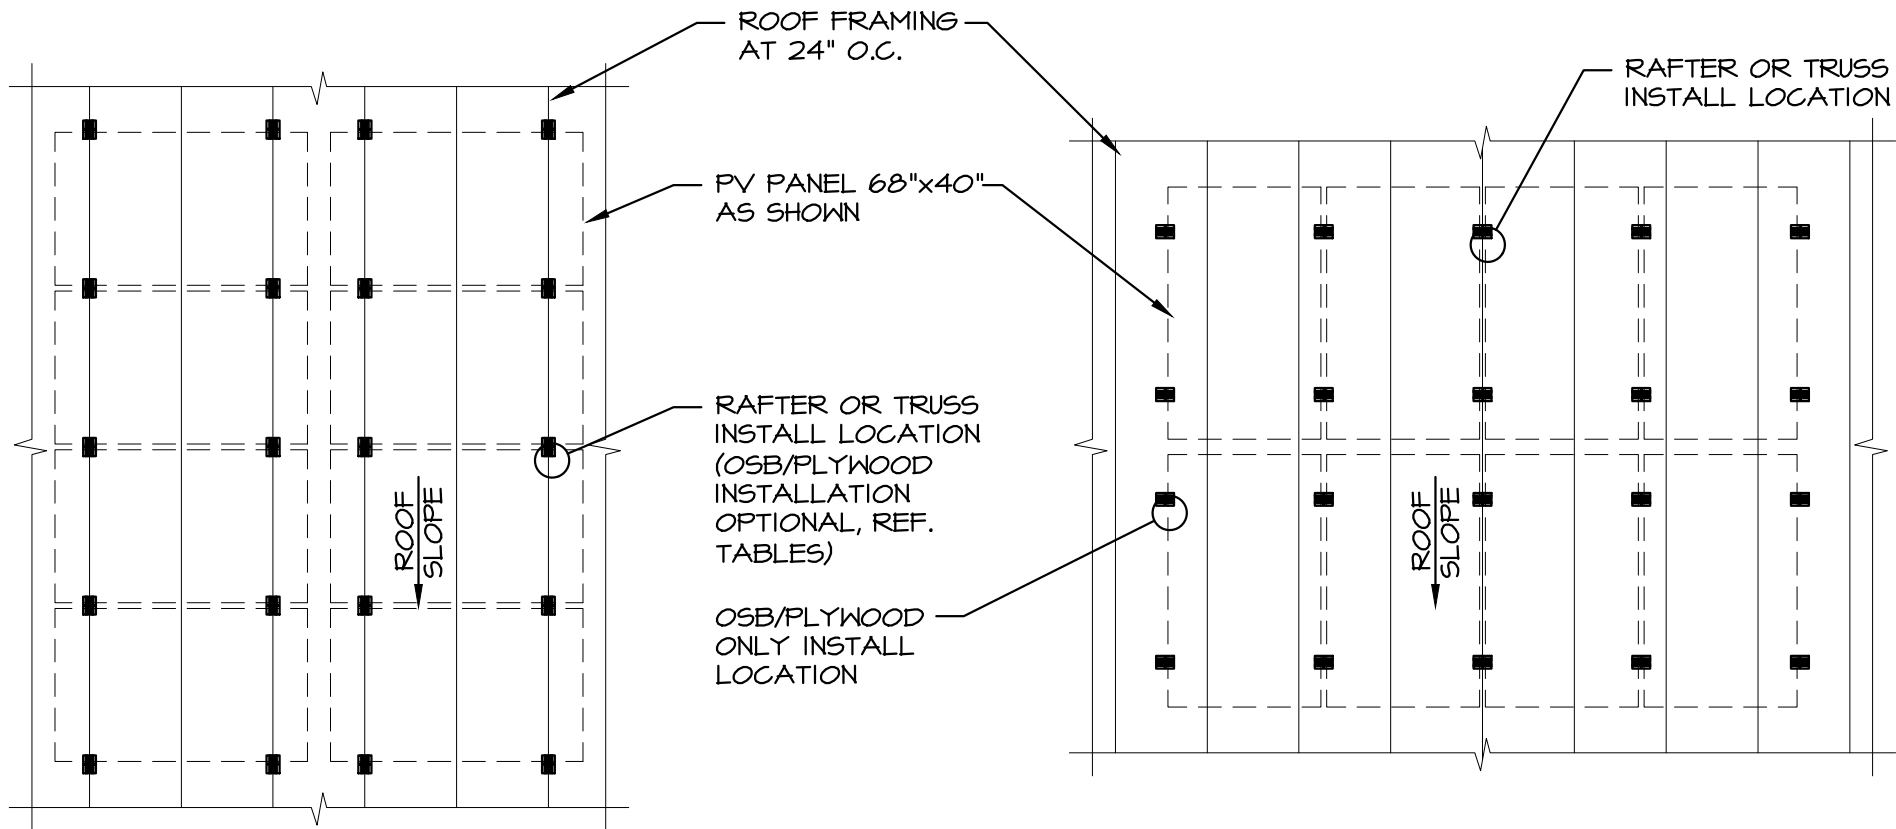 ROOF FRAMING
AT 24" O.C.
RAFTER OR TRUSS
INSTALL LOCATION
PV PANEL 68"x40"
AS SHOWN
RAFTER OR TRUSS
INSTALL LOCATION
(OSB/PLYWOOD
INSTALLATION
OPTIONAL, REF.
TABLES)
OSB/PLYWOOD
ONLY INSTALL
LOCATION
ROOF
SLOPE
ROOF
SLOPE